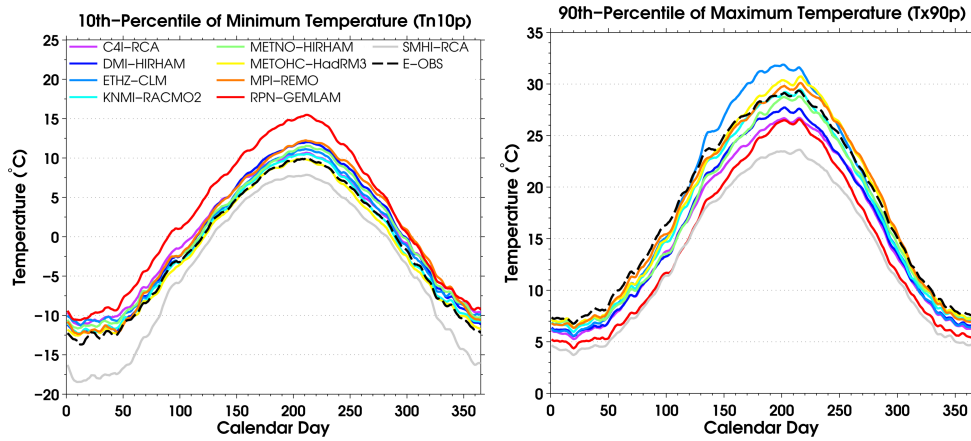 10th−Percentile of Minimum Temperature (Tn10p)
C4I−RCA
DMI−HIRHAM
ETHZ−CLM
KNMI−RACMO2
METNO−HIRHAM
METOHC−HadRM3
MPI−REMO
RPN−GEMLAM
SMHI−RCA
E−OBS
Temperature (°C)
25
20
15
10
5
0
−5
−10
−15
−20
0 50 100 150 200 250 300 350
Calendar Day
90th−Percentile of Maximum Temperature (Tx90p)
Temperature (°C)
35
30
25
20
15
10
5
0
0 50 100 150 200 250 300 350
Calendar Day